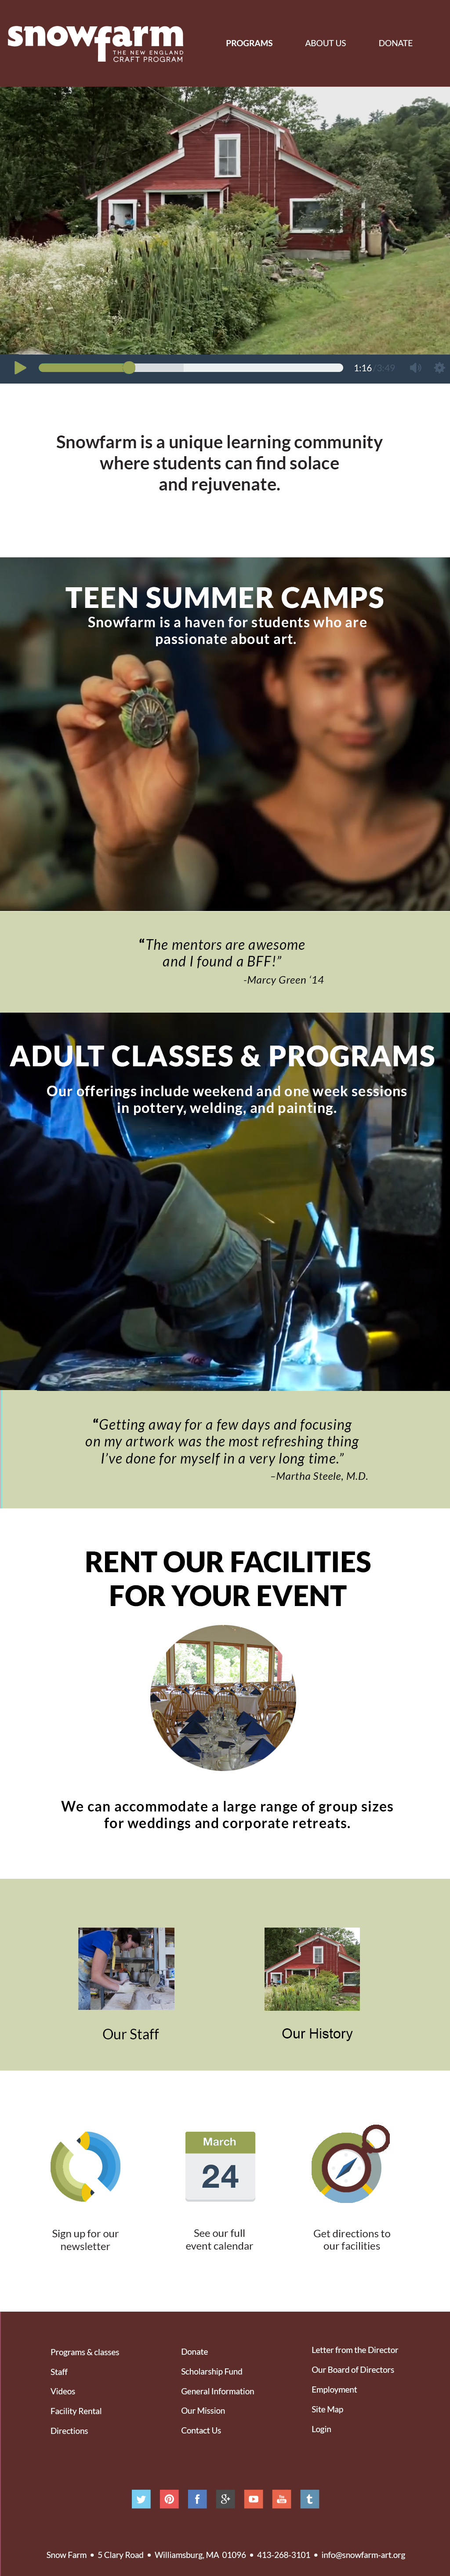 snowfarm
THE NEW ENGLAND
CRAFT PROGRAM
PROGRAMS
ABOUT US
DONATE
1:16 / 3:49
Snowfarm is a unique learning community
where students can find solace
and rejuvenate.
TEEN SUMMER CAMPS
Snowfarm is a haven for students who are
passionate about art.
“The mentors are awesome
and I found a BFF!”
-Marcy Green ‘14
ADULT CLASSES & PROGRAMS
Our offerings include weekend and one week sessions
in pottery, welding, and painting.
“Getting away for a few days and focusing
on my artwork was the most refreshing thing
I’ve done for myself in a very long time.”
–Martha Steele, M.D.
RENT OUR FACILITIES
FOR YOUR EVENT
We can accommodate a large range of group sizes
for weddings and corporate retreats.
Our Staff
Our History
March
24
Sign up for our
newsletter
See our full
event calendar
Get directions to
our facilities
Programs & classes
Staff
Videos
Facility Rental
Directions
Donate
Scholarship Fund
General Information
Our Mission
Contact Us
Letter from the Director
Our Board of Directors
Employment
Site Map
Login
Snow Farm • 5 Clary Road • Williamsburg, MA 01096 • 413-268-3101 • info@snowfarm-art.org